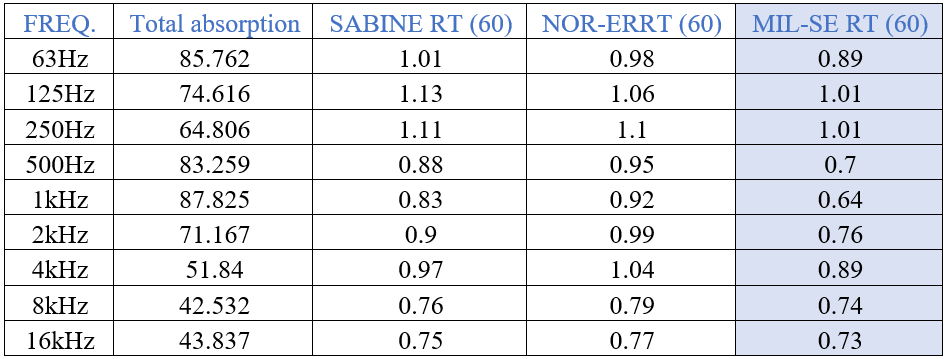 FREQ. Total absorption SABINE RT (60) NOR-ERRT (60) MIL-SE RT (60)
63Hz 85.762 1.01 0.98 0.89
125Hz 74.616 1.13 1.06 1.01
250Hz 64.806 1.11 1.1 1.01
500Hz 83.259 0.88 0.95 0.7
1kHz 87.825 0.83 0.92 0.64
2kHz 71.167 0.9 0.99 0.76
4kHz 51.84 0.97 1.04 0.89
8kHz 42.532 0.76 0.79 0.74
16kHz 43.837 0.75 0.77 0.73